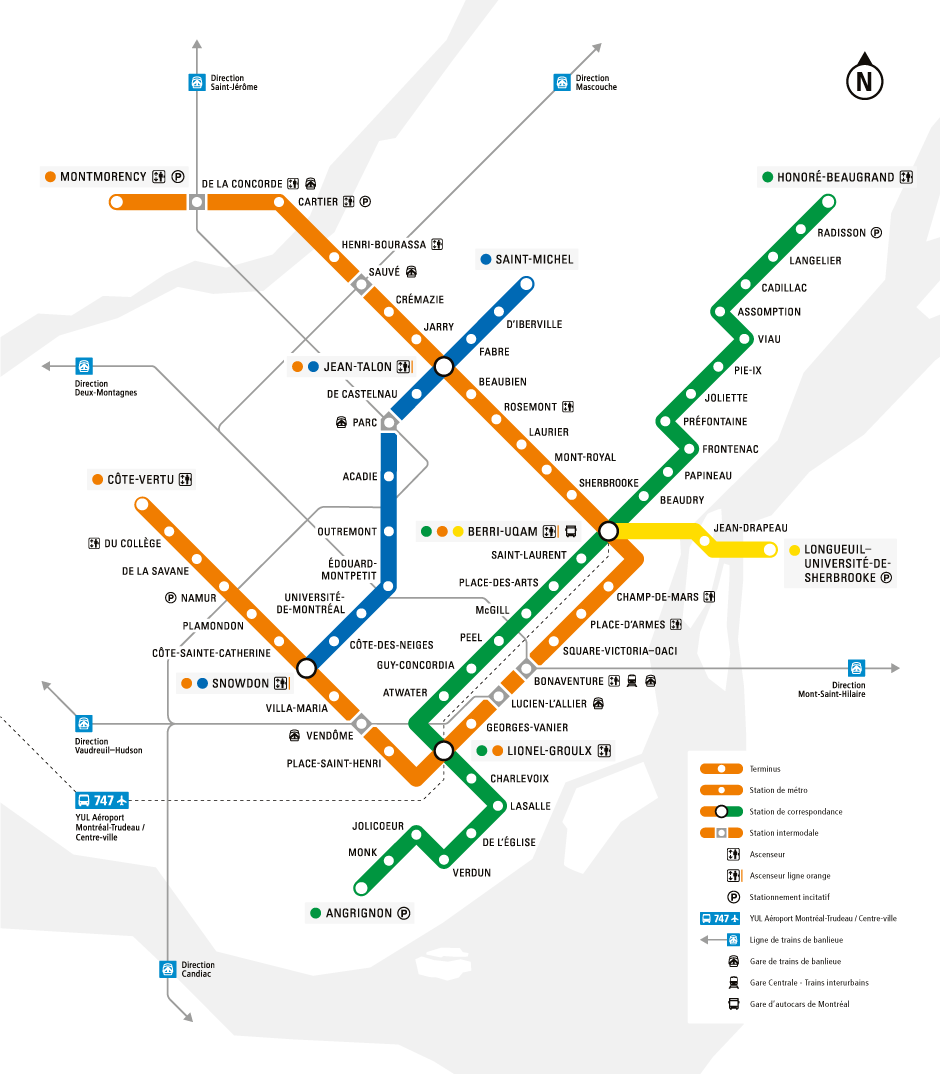 Direction
Saint-Jérôme
Direction
Mascouche
N
MONTMORENCY P
DE LA CONCORDE
CARTIER P
HONORÉ-BEAUGRAND
RADISSON P
HENRI-BOURASSA
LANGELIER
SAINT-MICHEL
SAUVÉ
CADILLAC
CRÉMAZIE
ASSOMPTION
D'IBERVILLE
JARRY
VIAU
FABRE
JEAN-TALON
PIE-IX
Direction
Deux-Montagnes
BEAUBIEN
DE CASTELNAU
JOLIETTE
ROSEMONT
PARC
PRÉFONTAINE
LAURIER
FRONTENAC
MONT-ROYAL
ACADIE
PAPINEAU
CÔTE-VERTU
SHERBROOKE
BEAUDRY
OUTREMONT
BERRI-UQAM
JEAN-DRAPEAU
DU COLLÈGE
LONGUEUIL–
UNIVERSITÉ-DE-
SHERBROOKE P
SAINT-LAURENT
DE LA SAVANE
ÉDOUARD-
MONTPETIT
PLACE-DES-ARTS
P NAMUR
UNIVERSITÉ-
DE-MONTRÉAL
CHAMP-DE-MARS
McGILL
PLAMONDON
PLACE-D'ARMES
PEEL
CÔTE-DES-NEIGES
CÔTE-SAINTE-CATHERINE
SQUARE-VICTORIA–OACI
GUY-CONCORDIA
SNOWDON
BONAVENTURE
Direction
Mont-Saint-Hilaire
ATWATER
VILLA-MARIA
LUCIEN-L'ALLIER
GEORGES-VANIER
VENDÔME
Direction
Vaudreuil–Hudson
LIONEL-GROULX
PLACE-SAINT-HENRI
CHARLEVOIX
747
YUL Aéroport
Montréal-Trudeau /
Centre-ville
LASALLE
JOLICOEUR
DE L'ÉGLISE
MONK
VERDUN
ANGRIGNON P
Direction
Candiac
Terminus
Station de métro
Station de correspondance
Station intermodale
Ascenseur
Ascenseur ligne orange
P Stationnement incitatif
747 YUL Aéroport Montréal-Trudeau / Centre-ville
Ligne de trains de banlieue
Gare de trains de banlieue
Gare Centrale - Trains interurbains
Gare d'autocars de Montréal